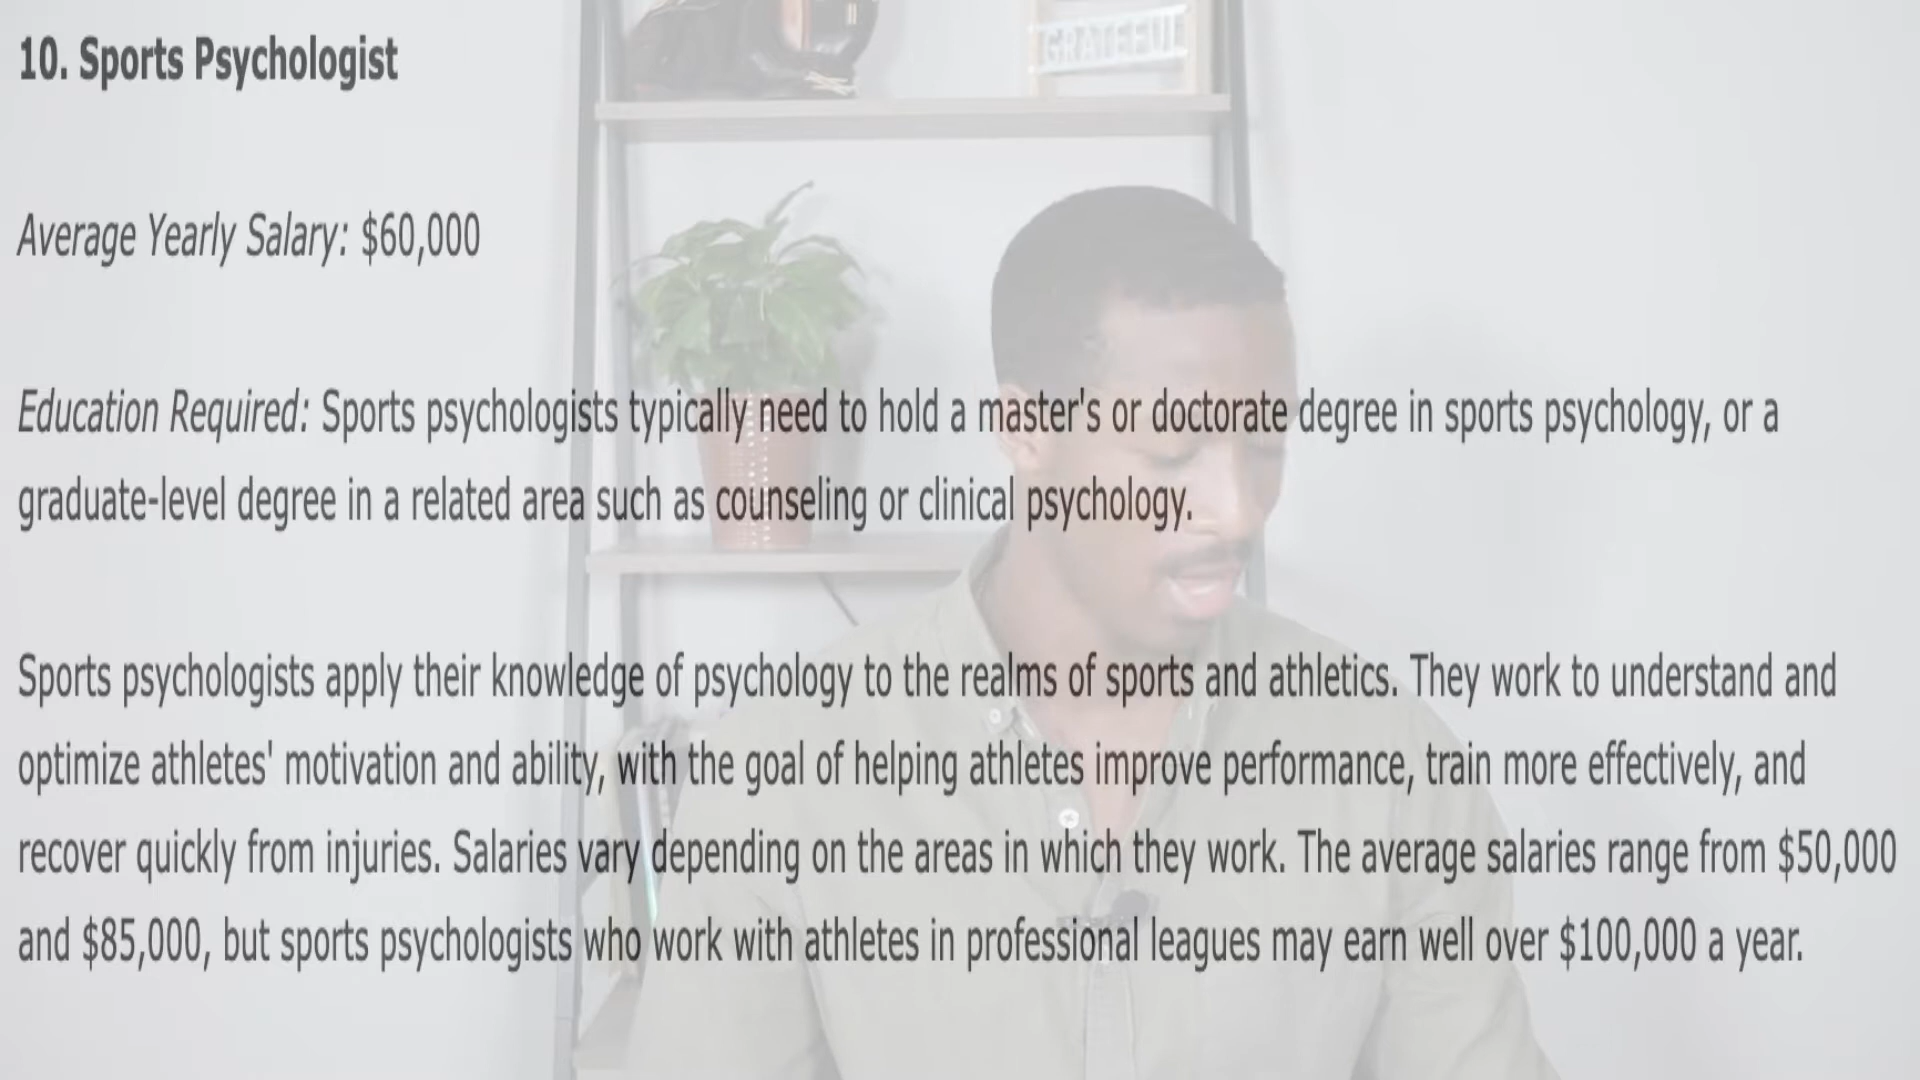 GRATEFUL
10. Sports Psychologist
Average Yearly Salary: $60,000
Education Required: Sports psychologists typically need to hold a master's or doctorate degree in sports psychology, or a
graduate-level degree in a related area such as counseling or clinical psychology.
Sports psychologists apply their knowledge of psychology to the realms of sports and athletics. They work to understand and
optimize athletes' motivation and ability, with the goal of helping athletes improve performance, train more effectively, and
recover quickly from injuries. Salaries vary depending on the areas in which they work. The average salaries range from $50,000
and $85,000, but sports psychologists who work with athletes in professional leagues may earn well over $100,000 a year.